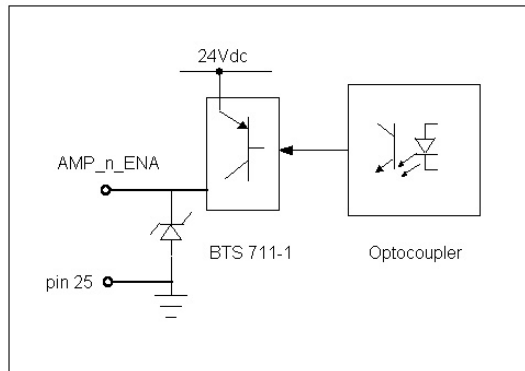 24Vdc
AMP_n_ENA
BTS 711-1
Optocoupler
pin 25